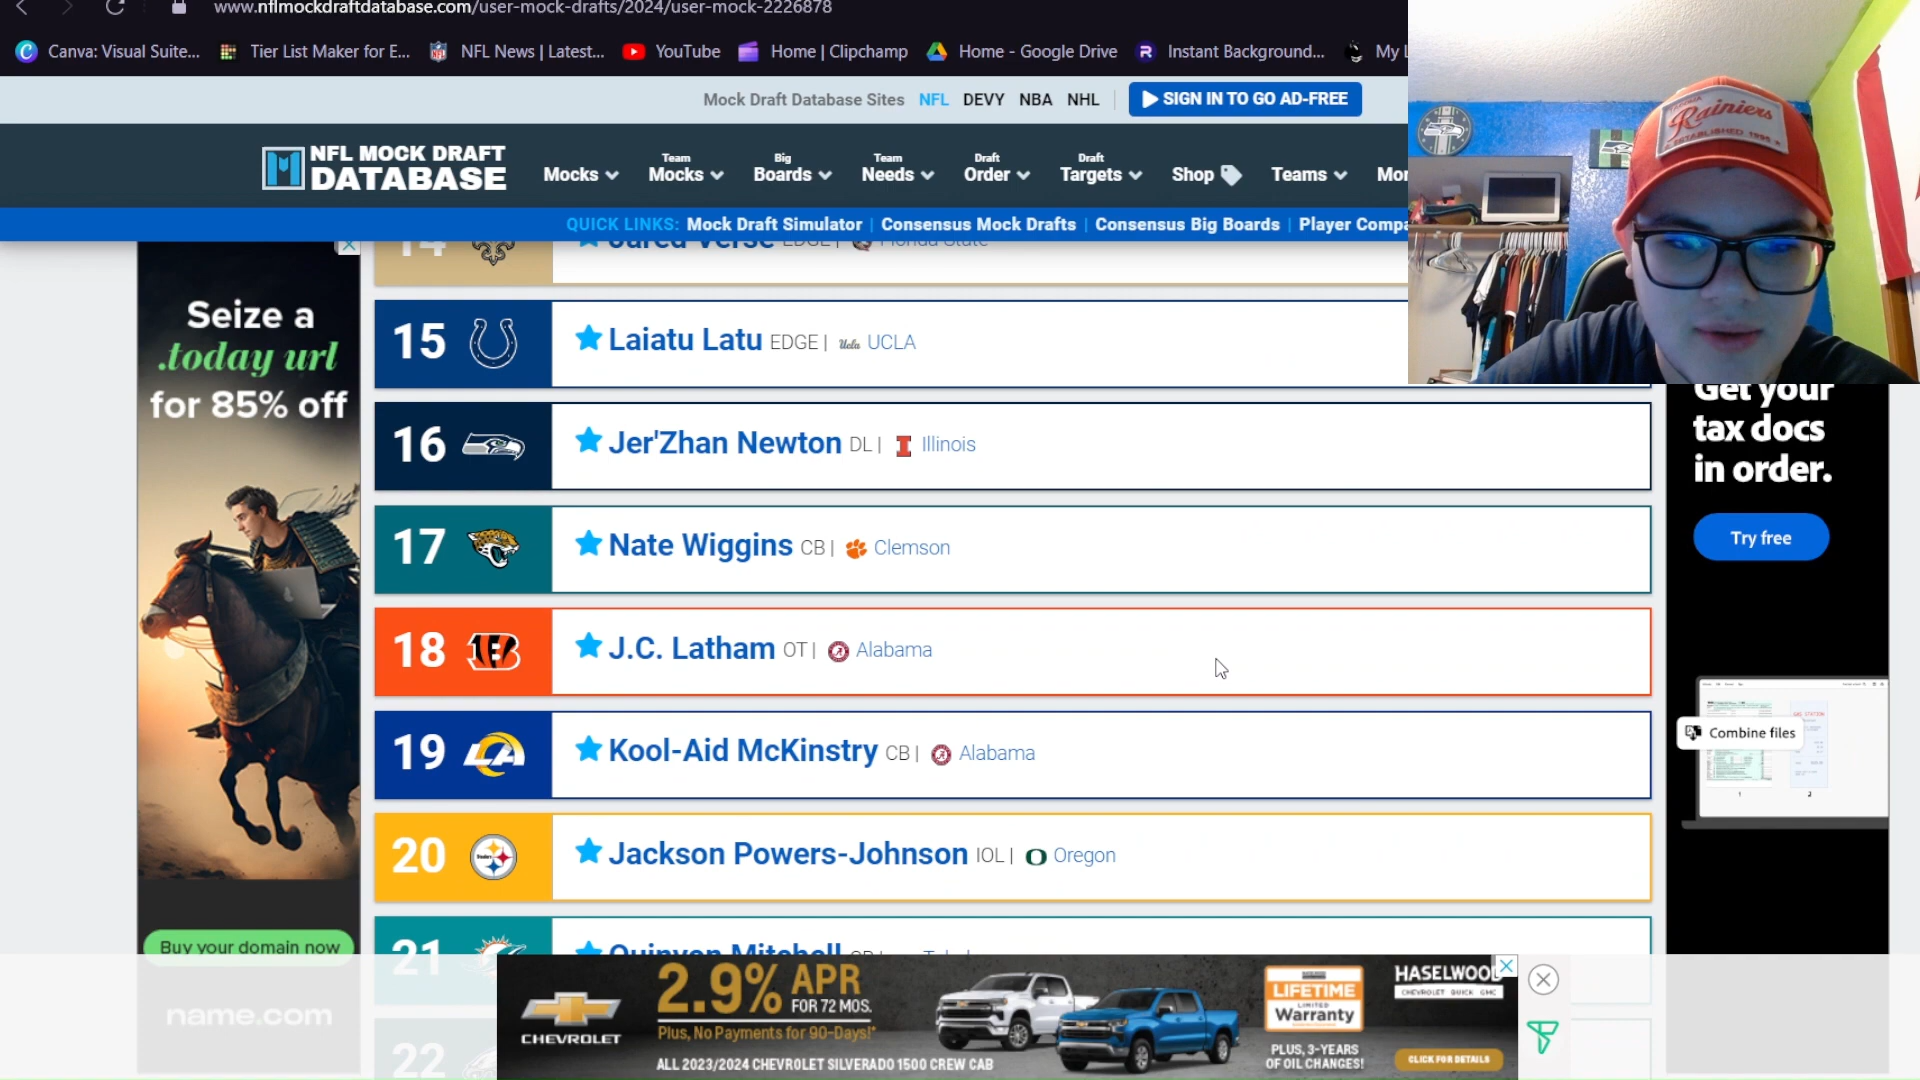 www.nflmockdraftdatabase.com/user-mock-drafts/2024/user-mock-2226878
Canva: Visual Suite...
Tier List Maker for E...
NFL News | Latest...
YouTube
Home | Clipchamp
Home - Google Drive
Instant Background...
My
Mock Draft Database Sites NFL DEVY NBA NHL
SIGN IN TO GO AD-FREE
NFL MOCK DRAFT
DATABASE
Mocks
Team
Mocks
Big
Boards
Team
Needs
Draft
Order
Draft
Targets
Shop
Teams
QUICK LINKS: Mock Draft Simulator | Consensus Mock Drafts | Consensus Big Boards | Player Compa
Rainiers
ESTABLISHED
14 Jared Verse EDGE | Florida State
15 Laiatu Latu EDGE | Ucla UCLA
16 Jer'Zhan Newton DL | Illinois
17 Nate Wiggins CB | Clemson
18 J.C. Latham OT | Alabama
19 Kool-Aid McKinstry CB | Alabama
20 Jackson Powers-Johnson IOL | Oregon
21 Quinyon Mitchell
22
Seize a
.today url
for 85% off
Buy your domain now
name.com
Get your
tax docs
in order.
Try free
Combine files
CHEVROLET
2.9% APR
FOR 72 MOS.
Plus, No Payments for 90-Days!*
ALL 2023/2024 CHEVROLET SILVERADO 1500 CREW CAB
LIFETIME
LIMITED
Warranty
PLUS, 3-YEARS
OF OIL CHANGES!
HASELWOOD
CHEVROLET BUICK GMC
CLICK FOR DETAILS